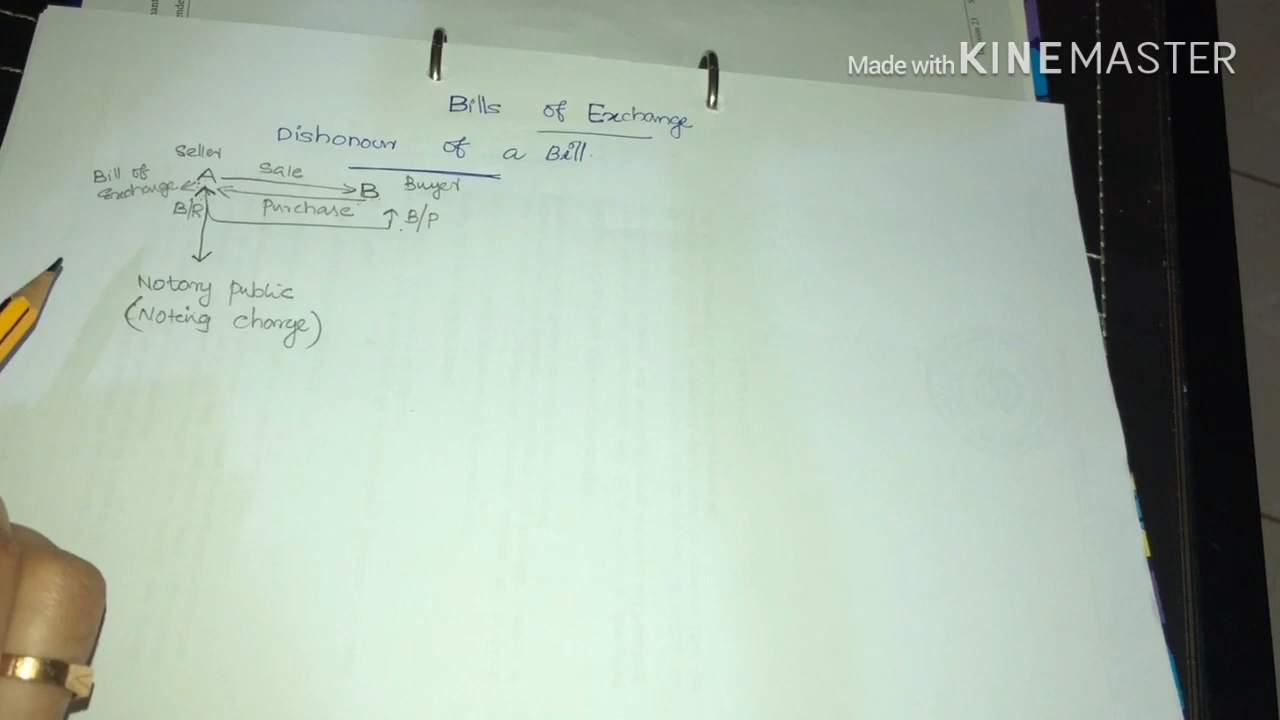 Made with KINEMASTER
Bills of Exchange
Dishonour of a Bill.
Seller
Bill of Exchange
A
Sale
B
Buyer
Purchase
B/R
B/P
Notary public
(Noting charge)